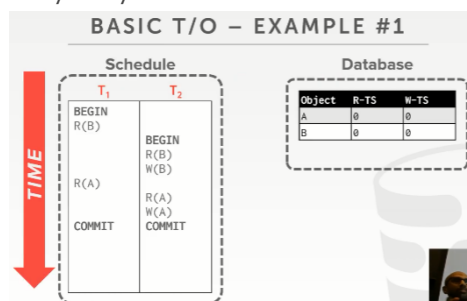 BASIC T/O – EXAMPLE #1
Schedule
Database
TIME
T1 T2
BEGIN
R(B)
BEGIN
R(B)
W(B)
R(A)
R(A)
W(A)
COMMIT COMMIT
Object R-TS W-TS
A 0 0
B 0 0